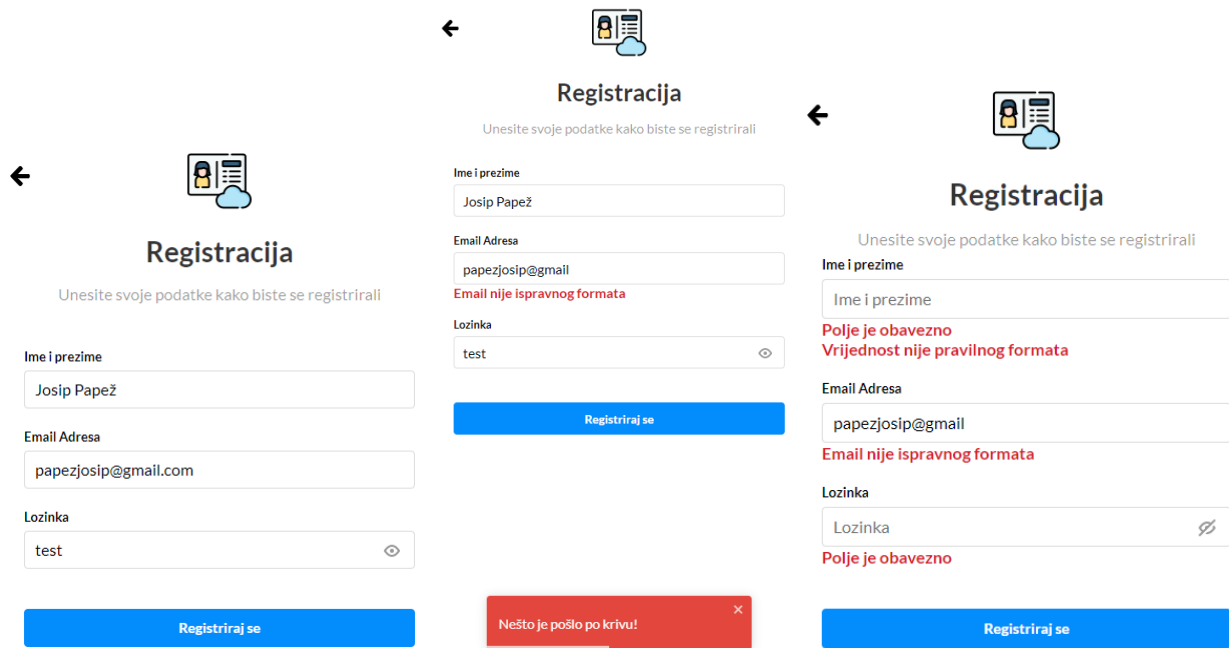 Registracija
Unesite svoje podatke kako biste se registrirali
Ime i prezime
Josip Papež
Email Adresa
papezjosip@gmail.com
Lozinka
test
Registriraj se
Registracija
Unesite svoje podatke kako biste se registrirali
Ime i prezime
Josip Papež
Email Adresa
papezjosip@gmail
Email nije ispravnog formata
Lozinka
test
Registriraj se
Nešto je pošlo po krivu!
Registracija
Unesite svoje podatke kako biste se registrirali
Ime i prezime
Ime i prezime
Polje je obavezno
Vrijednost nije pravilnog formata
Email Adresa
papezjosip@gmail
Email nije ispravnog formata
Lozinka
Lozinka
Polje je obavezno
Registriraj se